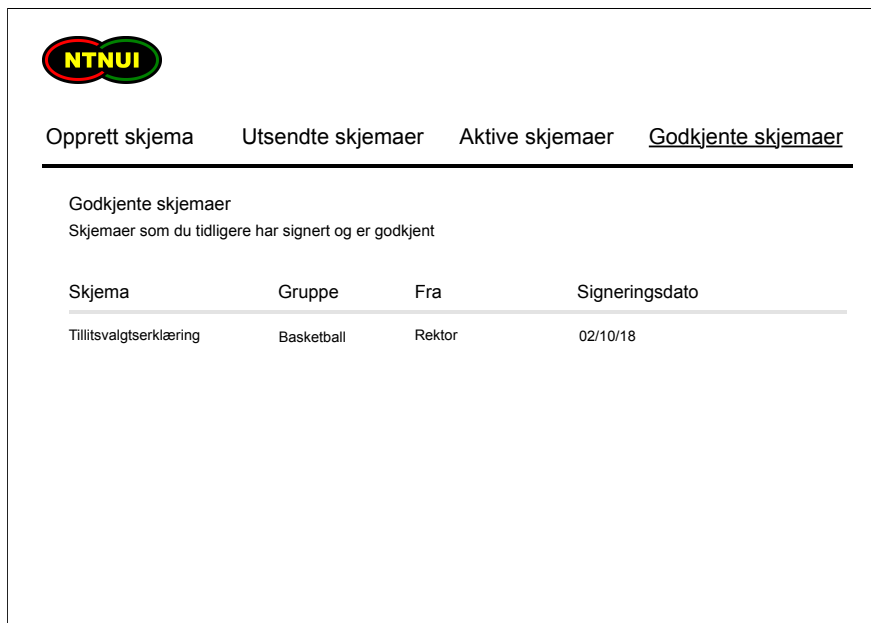 NTNUI
Opprett skjema Utsendte skjemaer Aktive skjemaer Godkjente skjemaer
Godkjente skjemaer
Skjemaer som du tidligere har signert og er godkjent
Skjema Gruppe Fra Signeringsdato
Tillitsvalgtserklæring Basketball Rektor 02/10/18